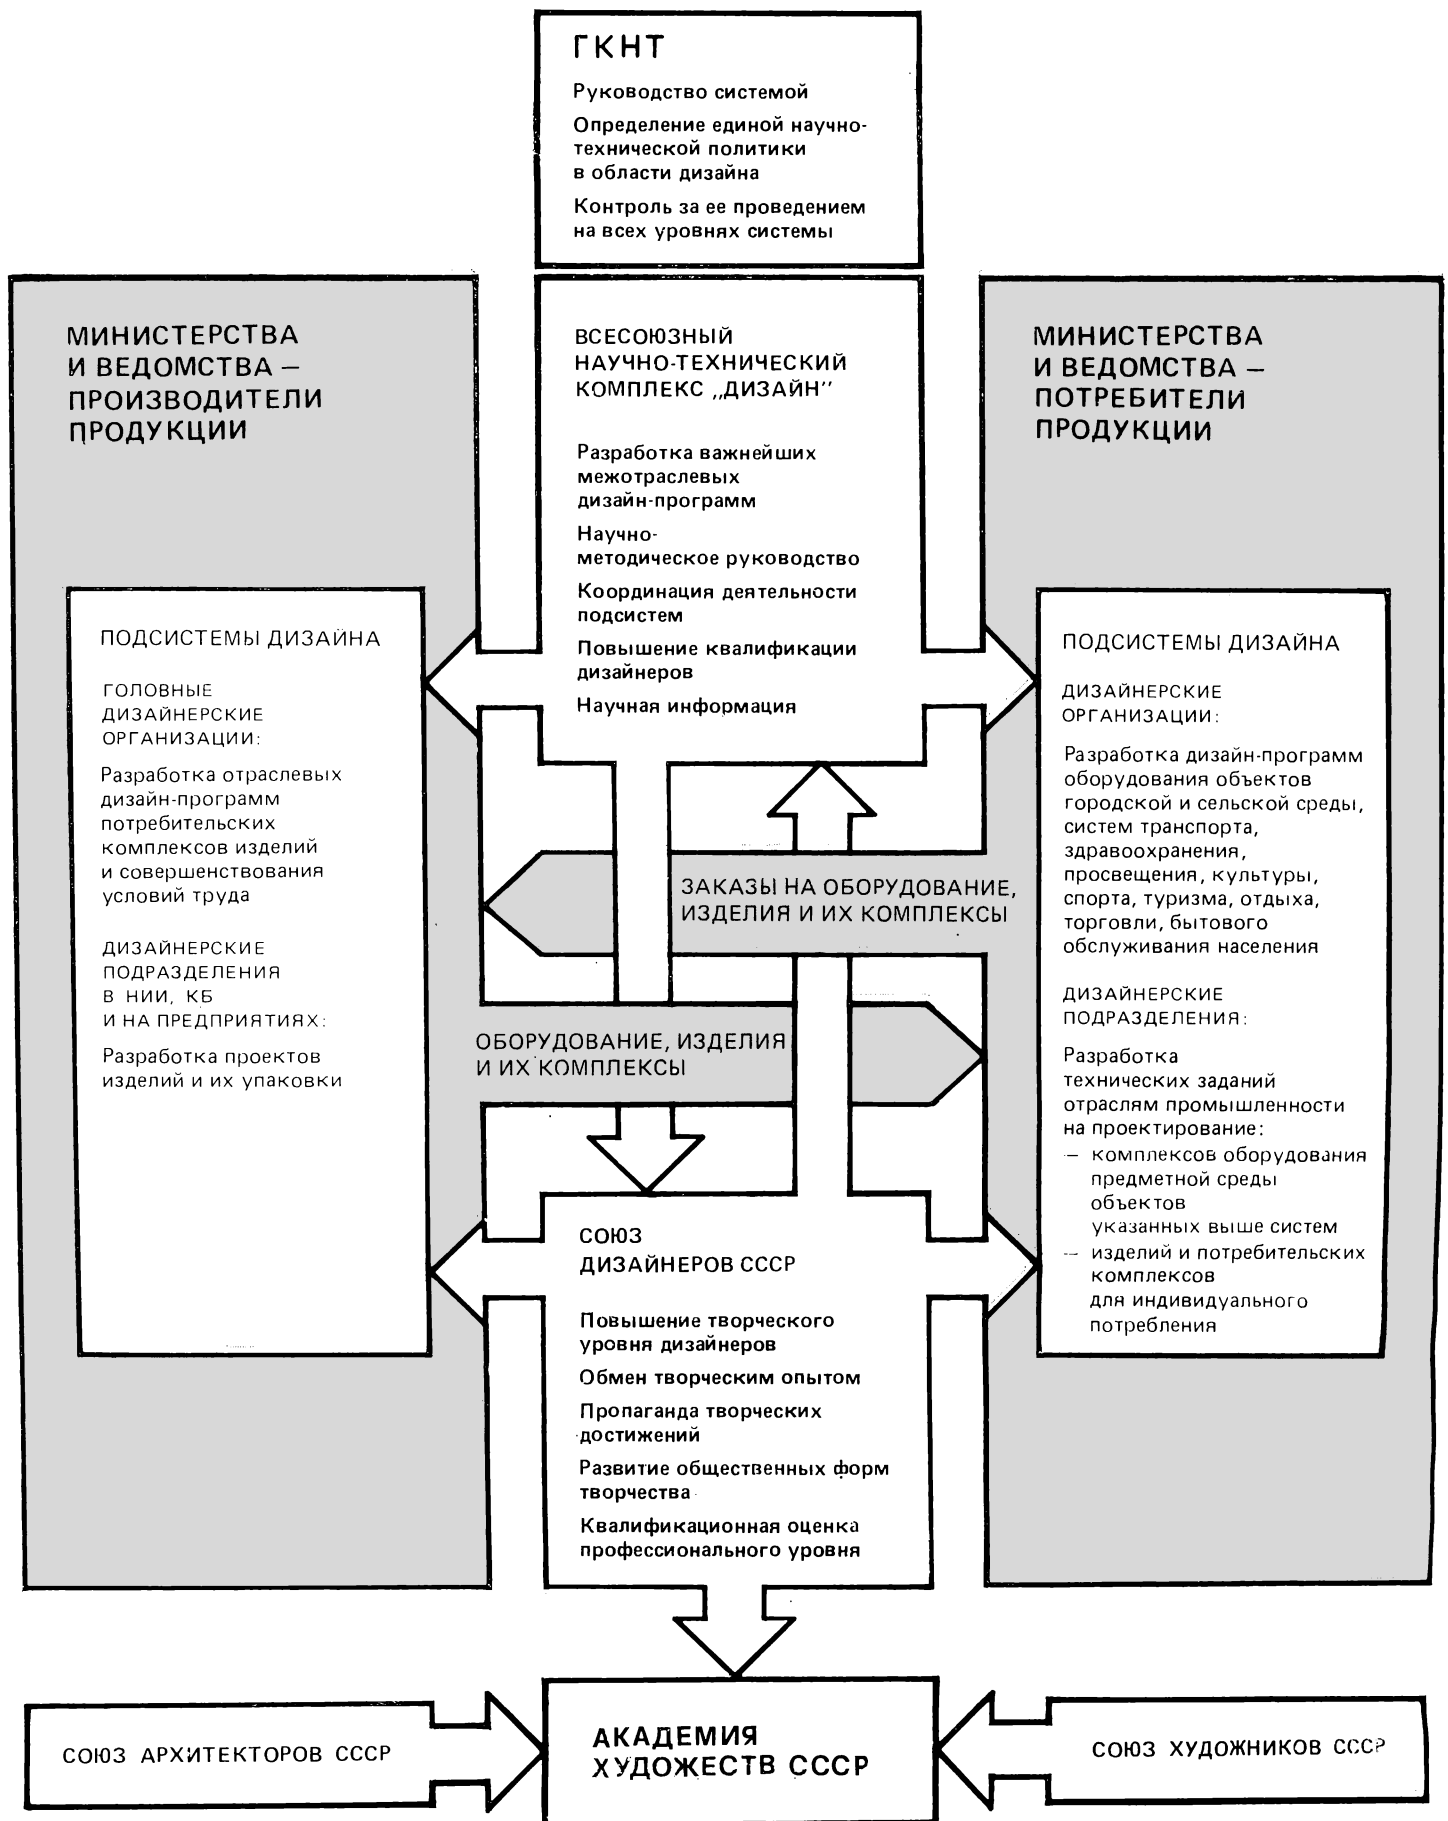 ГКНТ
Руководство системой
Определение единой научно-
технической политики
в области дизайна
Контроль за ее проведением
на всех уровнях системы
МИНИСТЕРСТВА
И ВЕДОМСТВА —
ПРОИЗВОДИТЕЛИ
ПРОДУКЦИИ
ПОДСИСТЕМЫ ДИЗАЙНА
ГОЛОВНЫЕ
ДИЗАЙНЕРСКИЕ
ОРГАНИЗАЦИИ:
Разработка отраслевых
дизайн-программ
потребительских
комплексов изделий
и совершенствования
условий труда
ДИЗАЙНЕРСКИЕ
ПОДРАЗДЕЛЕНИЯ
В НИИ, КБ
И НА ПРЕДПРИЯТИЯХ:
Разработка проектов
изделий и их упаковки
ВСЕСОЮЗНЫЙ
НАУЧНО-ТЕХНИЧЕСКИЙ
КОМПЛЕКС „ДИЗАЙН”
Разработка важнейших
межотраслевых
дизайн-программ
Научно-
методическое руководство
Координация деятельности
подсистем
Повышение квалификации
дизайнеров
Научная информация
ЗАКАЗЫ НА ОБОРУДОВАНИЕ,
ИЗДЕЛИЯ И ИХ КОМПЛЕКСЫ
ОБОРУДОВАНИЕ, ИЗДЕЛИЯ
И ИХ КОМПЛЕКСЫ
СОЮЗ
ДИЗАЙНЕРОВ СССР
Повышение творческого
уровня дизайнеров
Обмен творческим опытом
Пропаганда творческих
достижений
Развитие общественных форм
творчества
Квалификационная оценка
профессионального уровня
МИНИСТЕРСТВА
И ВЕДОМСТВА —
ПОТРЕБИТЕЛИ
ПРОДУКЦИИ
ПОДСИСТЕМЫ ДИЗАЙНА
ДИЗАЙНЕРСКИЕ
ОРГАНИЗАЦИИ:
Разработка дизайн-программ
оборудования объектов
городской и сельской среды,
систем транспорта,
здравоохранения,
просвещения, культуры,
спорта, туризма, отдыха,
торговли, бытового
обслуживания населения
ДИЗАЙНЕРСКИЕ
ПОДРАЗДЕЛЕНИЯ:
Разработка
технических заданий
отраслям промышленности
на проектирование:
— комплексов оборудования
предметной среды
объектов
указанных выше систем
— изделий и потребительских
комплексов
для индивидуального
потребления
СОЮЗ АРХИТЕКТОРОВ СССР
АКАДЕМИЯ
ХУДОЖЕСТВ СССР
СОЮЗ ХУДОЖНИКОВ СССР